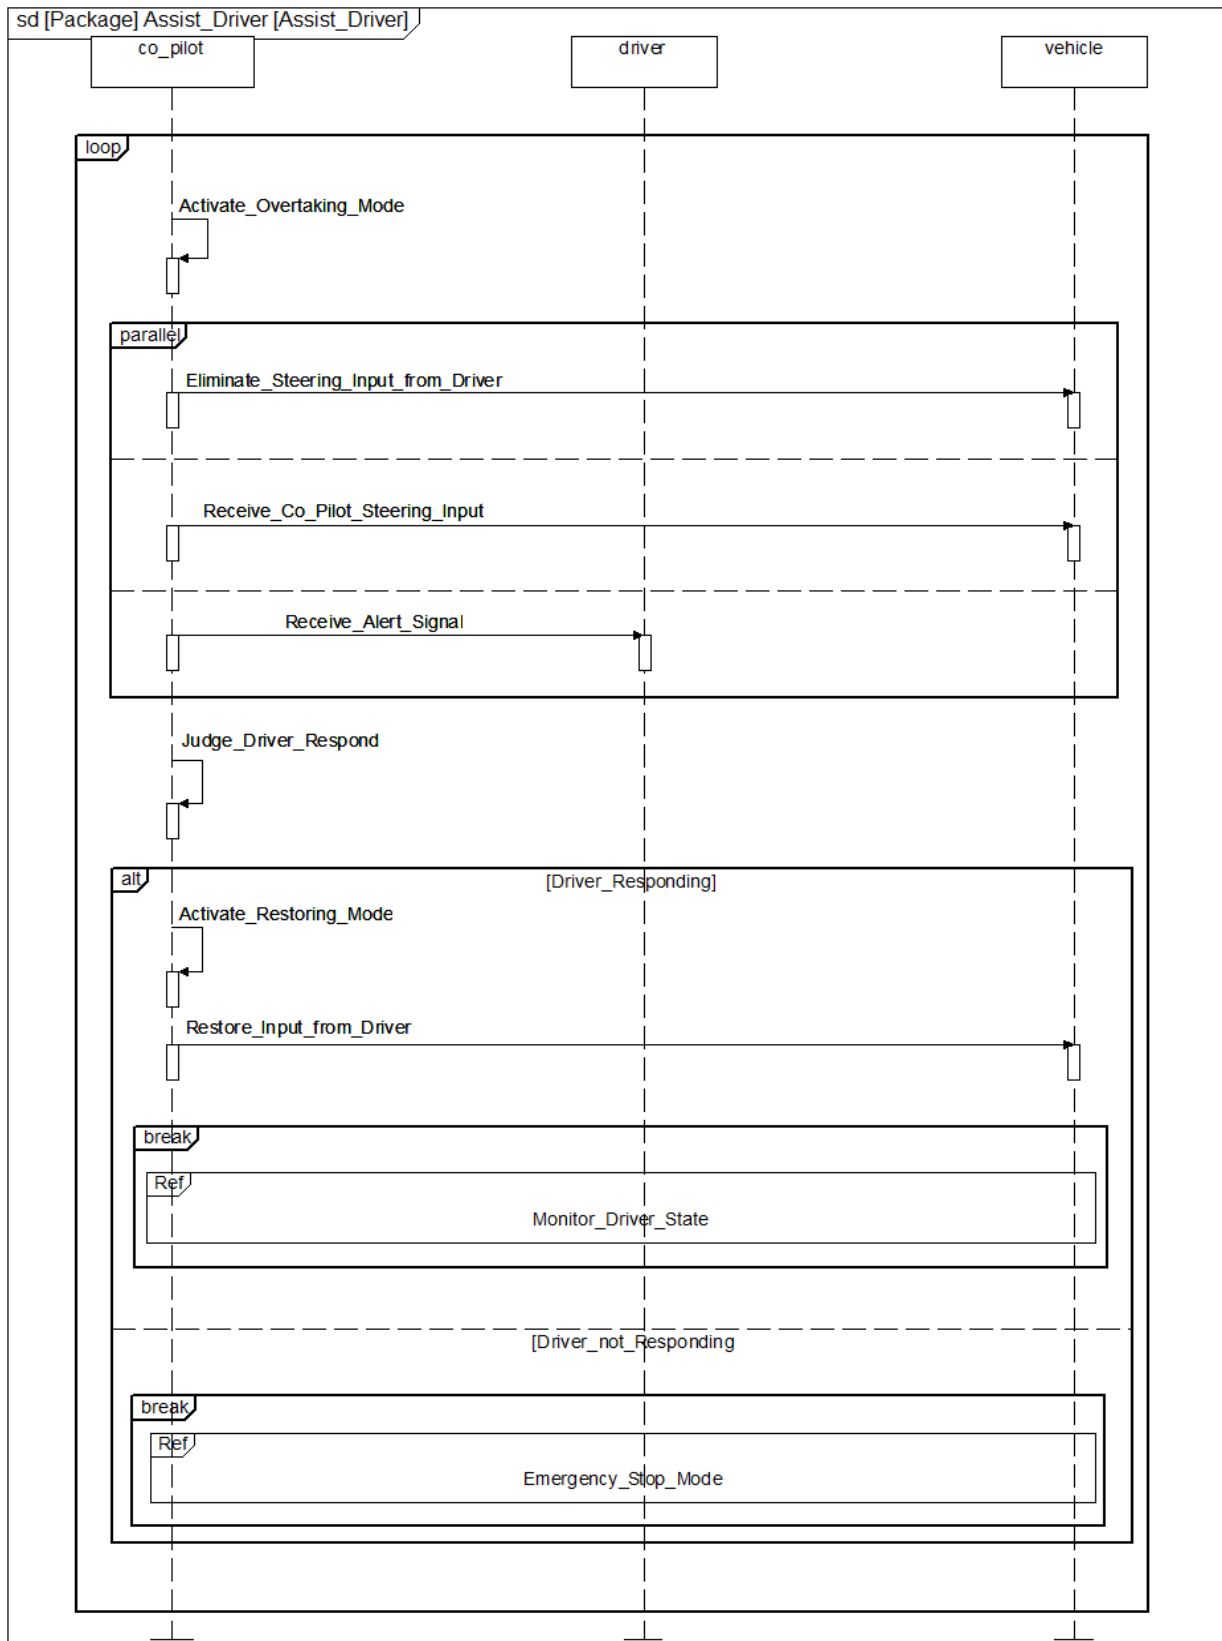 sd [Package] Assist_Driver [Assist_Driver]
co_pilot
driver
vehicle
loop
Activate_Overtaking_Mode
parallel
Eliminate_Steering_Input_from_Driver
Receive_Co_Pilot_Steering_Input
Receive_Alert_Signal
Judge_Driver_Respond
alt
[Driver_Responding]
Activate_Restoring_Mode
Restore_Input_from_Driver
break
Ref
Monitor_Driver_State
[Driver_not_Responding
break
Ref
Emergency_Stop_Mode